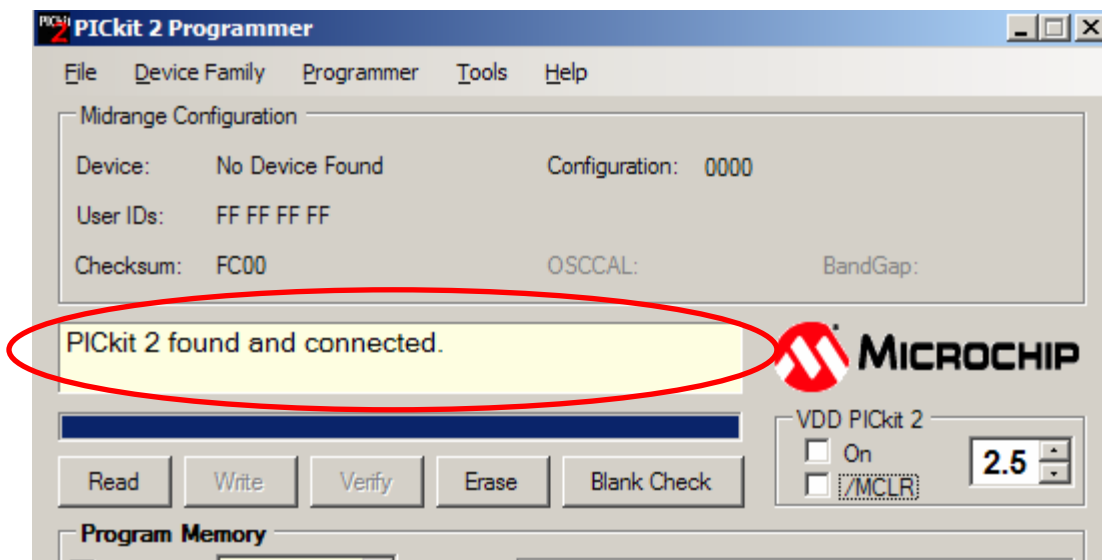 PICkit 2 Programmer
File Device Family Programmer Tools Help
Midrange Configuration
Device: No Device Found Configuration: 0000
User IDs: FF FF FF FF
Checksum: FC00 OSCCAL: BandGap:
PICkit 2 found and connected.
MICROCHIP
VDD PICkit 2
On
/MCLR
2.5
Read Write Verify Erase Blank Check
Program Memory